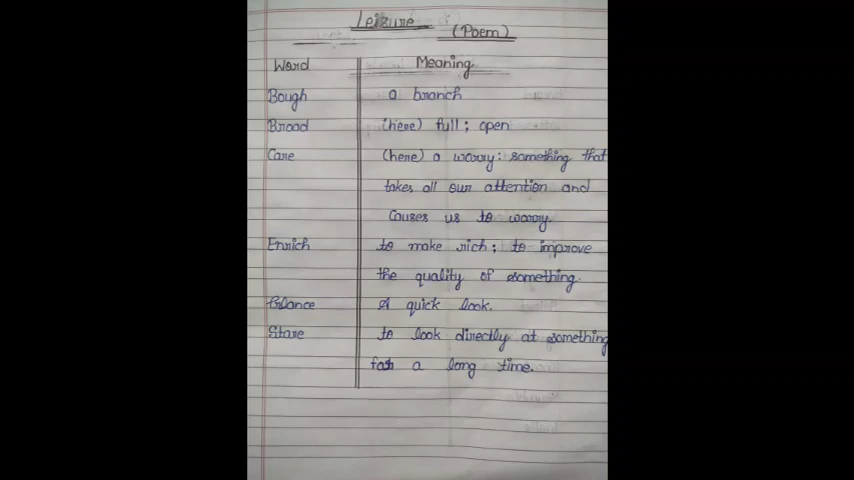 Leisure
(Poem)
Word Meaning
Bough a branch
Broad (here) full; open
Care (here) a worry: something that
takes all our attention and
Causes us to worry.
Enrich to make rich; to improve
the quality of something.
Glance A quick look.
Stare to look directly at something
for a long time.